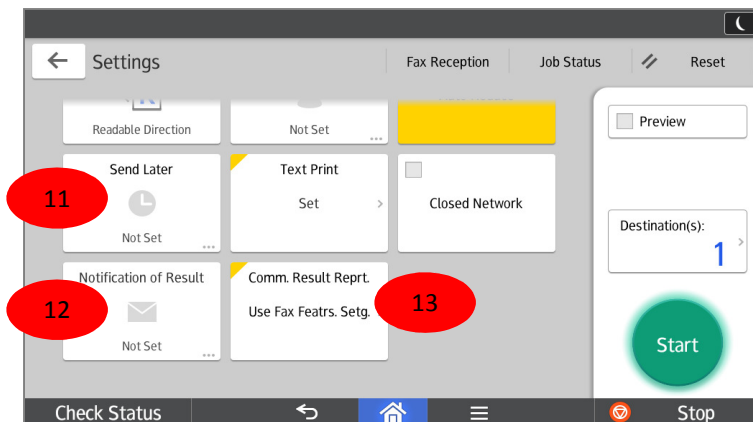 Settings
Fax Reception
Job Status
Reset
Readable Direction
Not Set
Preview
Send Later
Text Print
11
Set
Closed Network
Not Set
Destination(s):
1
Notification of Result
Comm. Result Reprt.
12
Use Fax Featrs. Setg.
13
Not Set
Start
Check Status
Stop